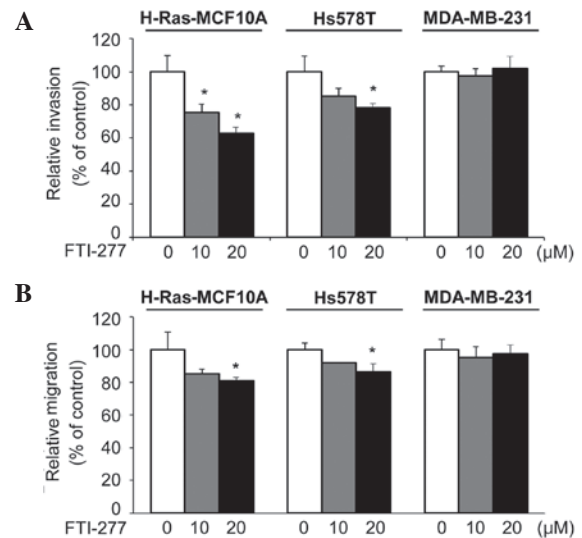 A
H-Ras-MCF10A Hs578T MDA-MB-231
Relative invasion
(% of control)
120
100
80
60
40
20
0
* * *
FTI-277 0 10 20 0 10 20 0 10 20 (µM)
B
H-Ras-MCF10A Hs578T MDA-MB-231
Relative migration
(% of control)
120
100
80
60
40
20
0
* *
FTI-277 0 10 20 0 10 20 0 10 20 (µM)